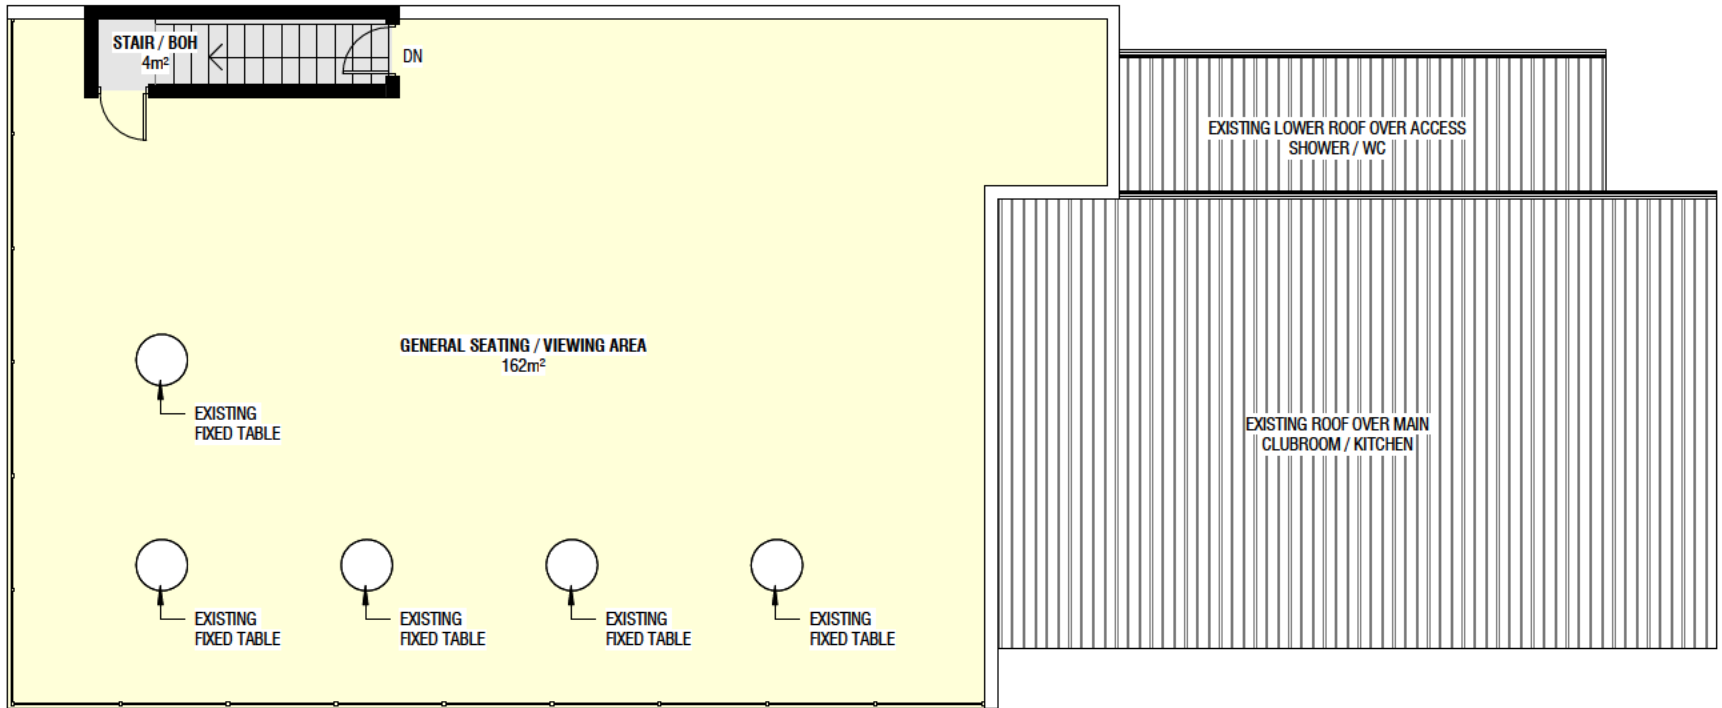 STAIR / BOH
4m²
DN
EXISTING LOWER ROOF OVER ACCESS
SHOWER / WC
GENERAL SEATING / VIEWING AREA
162m²
EXISTING
FIXED TABLE
EXISTING ROOF OVER MAIN
CLUBROOM / KITCHEN
EXISTING
FIXED TABLE
EXISTING
FIXED TABLE
EXISTING
FIXED TABLE
EXISTING
FIXED TABLE